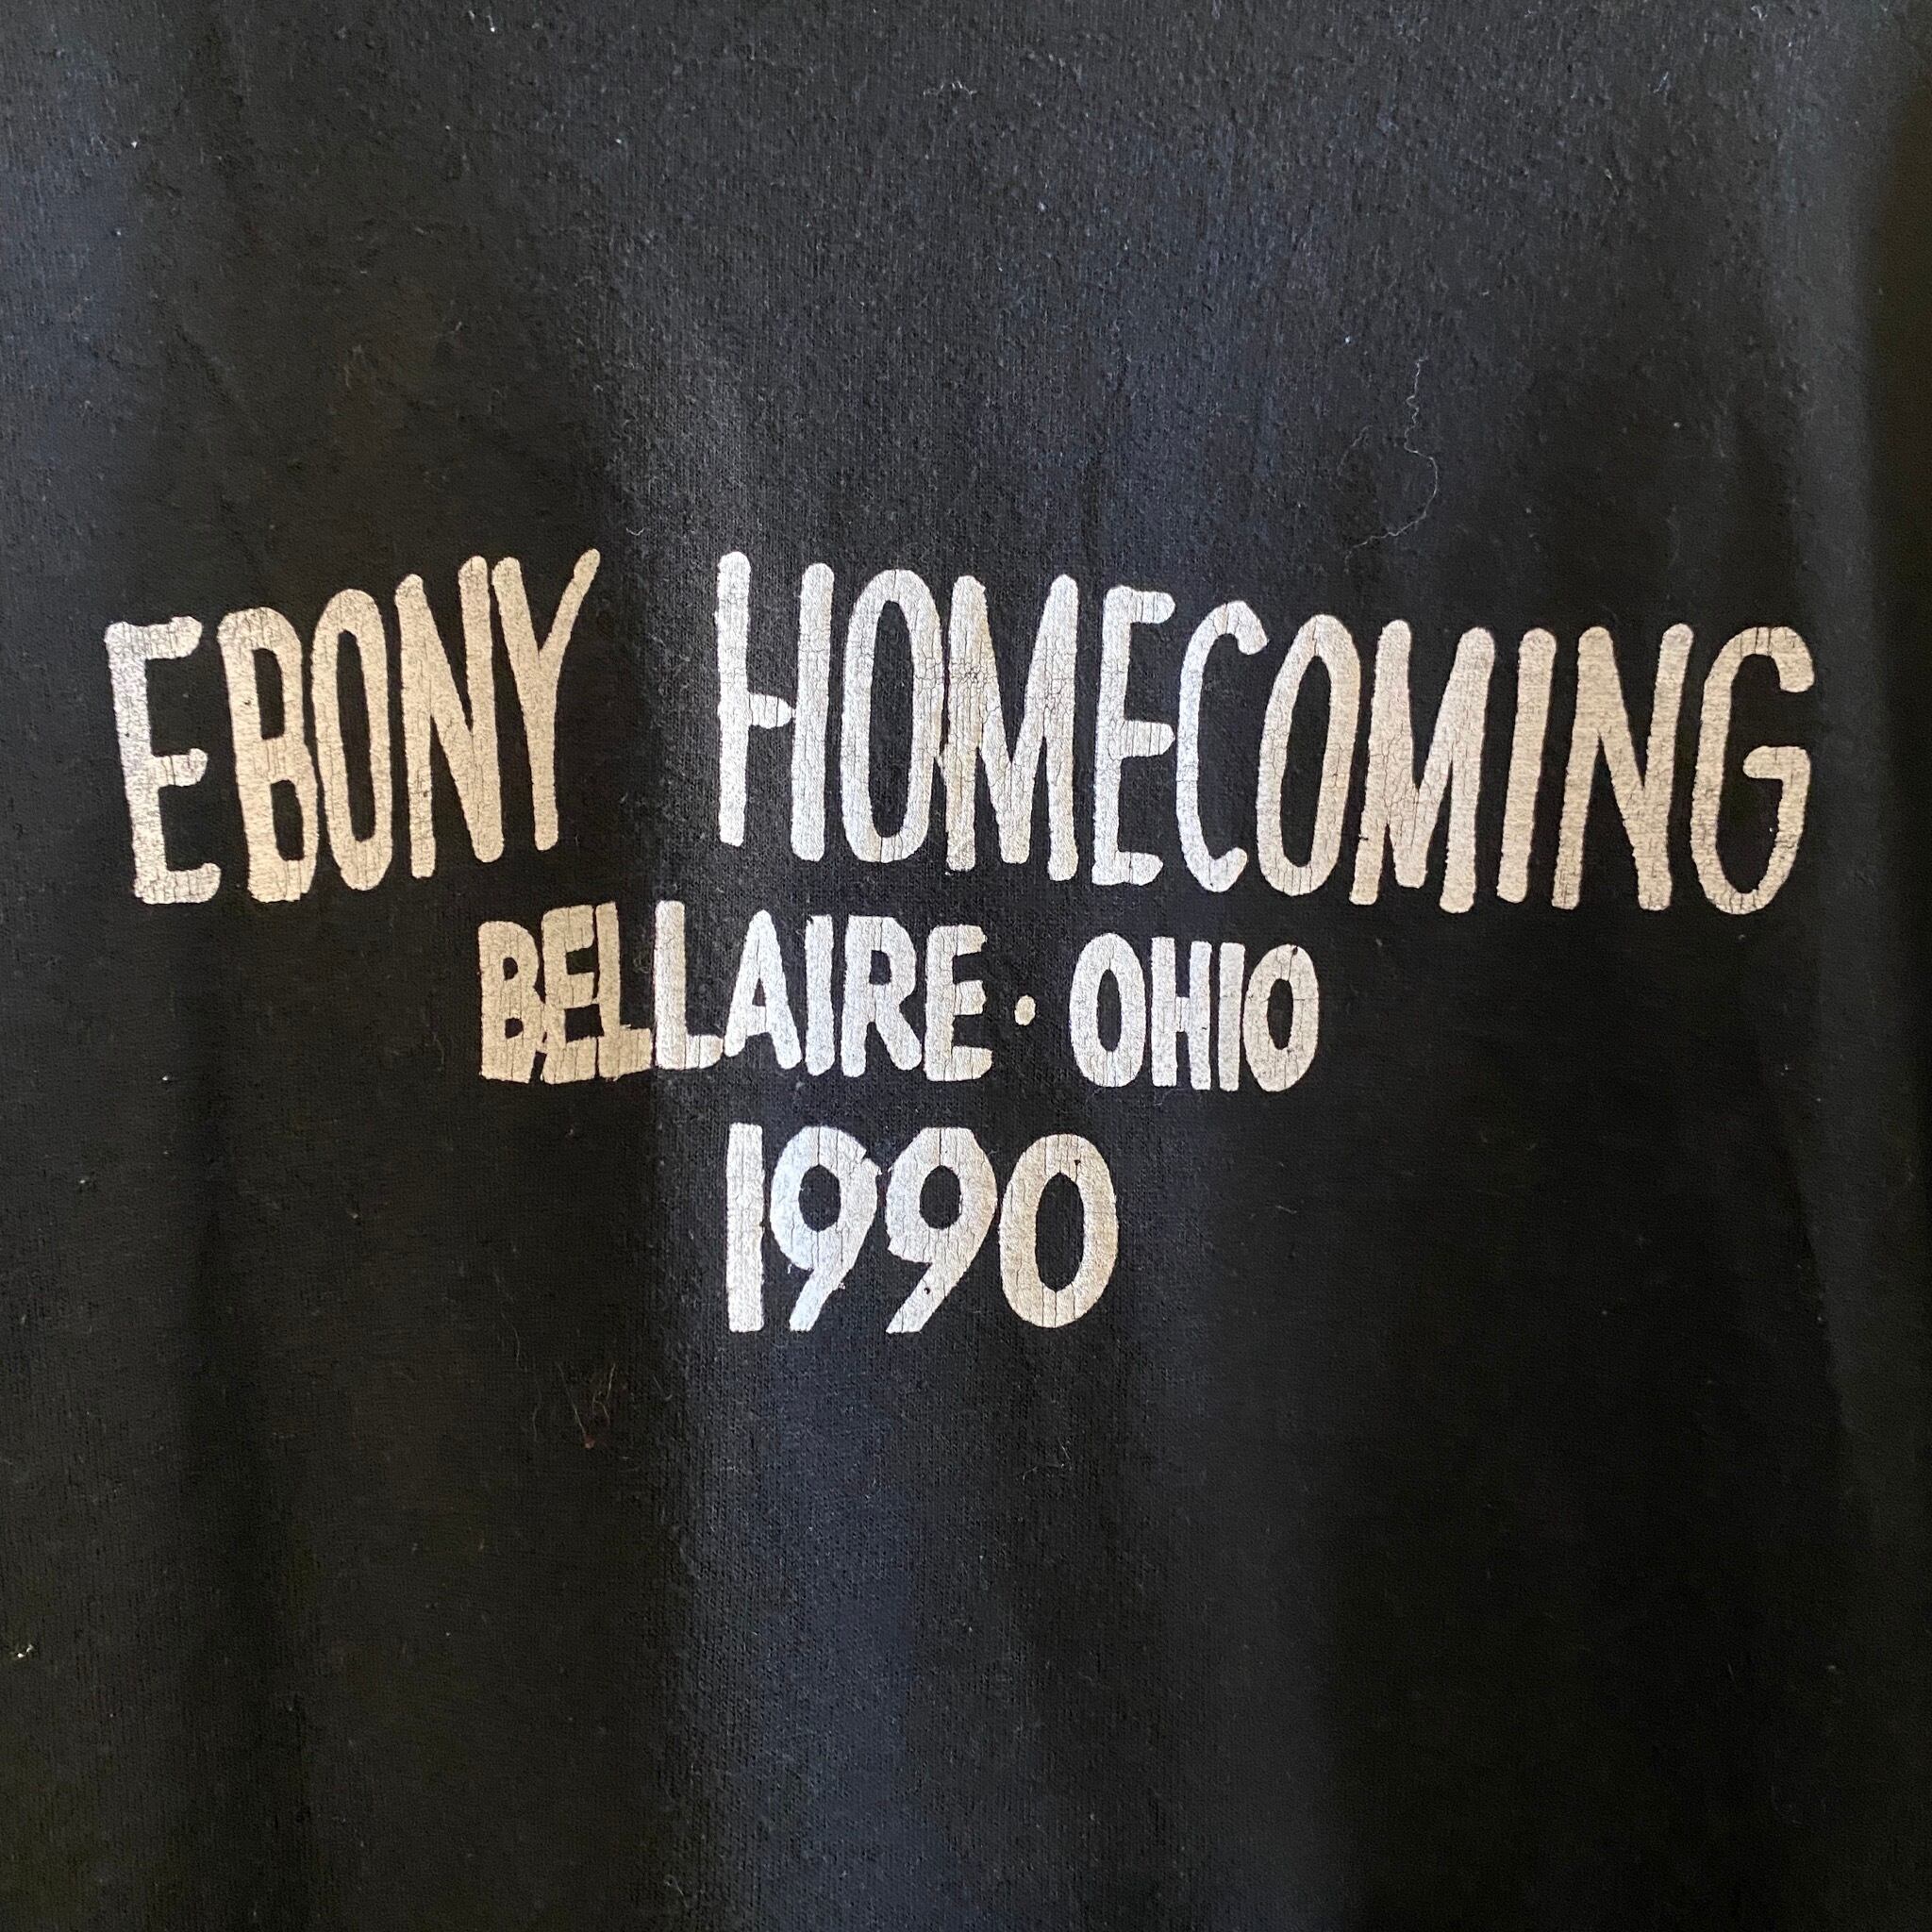 EBONY HOMECOMING
BELLAIRE · OHIO
1990